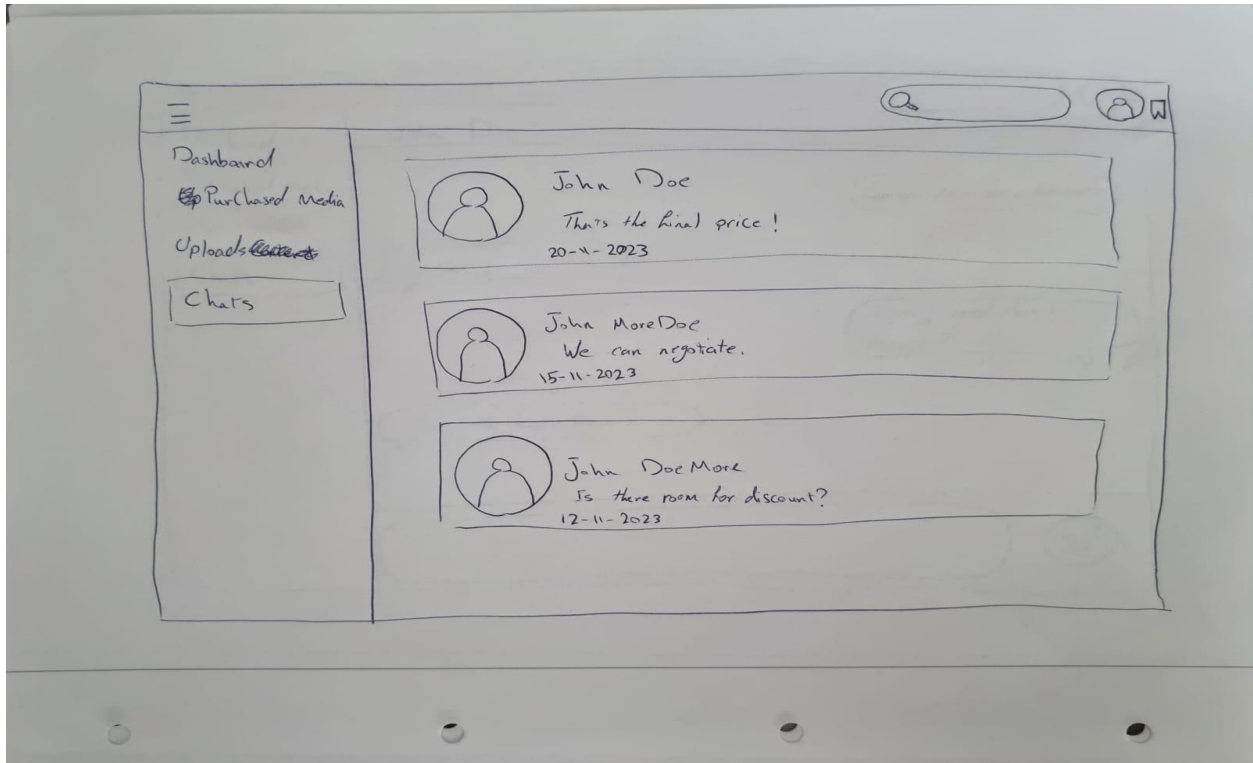 Dashboard
Purchased Media
Uploads
Chats
John Doe
That's the final price!
20-11-2023
John MoreDoe
We can negotiate.
15-11-2023
John DoeMore
Is there room for discount?
12-11-2023